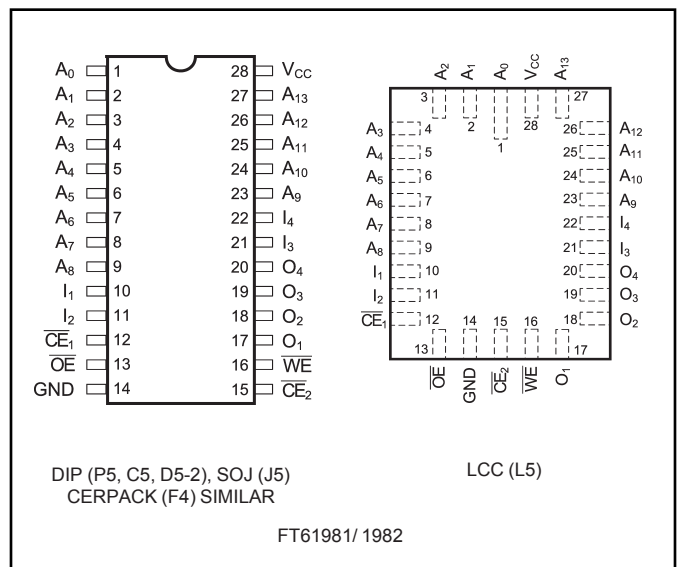 A0 1 28 VCC
A1 2 27 A13
A2 3 26 A12
A3 4 25 A11
A4 5 24 A10
A5 6 23 A9
A6 7 22 I4
A7 8 21 I3
A8 9 20 O4
I1 10 19 O3
I2 11 18 O2
CE1 12 17 O1
OE 13 16 WE
GND 14 15 CE2
DIP (P5, C5, D5-2), SOJ (J5)
CERPACK (F4) SIMILAR
A2 A1 A0 VCC A13
3 2 1 28 27
A3 4 26 A12
A4 5 25 A11
A5 6 24 A10
A6 7 23 A9
A7 8 22 I4
A8 9 21 I3
I1 10 20 O4
I2 11 19 O3
CE1 12 18 O2
13 14 15 16 17
OE GND CE2 WE O1
LCC (L5)
FT61981/ 1982